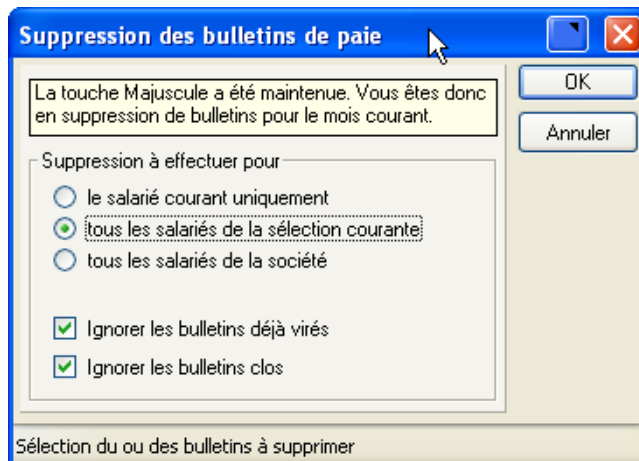 Suppression des bulletins de paie
La touche Majuscule a été maintenue. Vous êtes donc
en suppression de bulletins pour le mois courant.
OK
Annuler
Suppression à effectuer pour
le salarié courant uniquement
tous les salariés de la sélection courante
tous les salariés de la société
Ignorer les bulletins déjà virés
Ignorer les bulletins clos
Sélection du ou des bulletins à supprimer